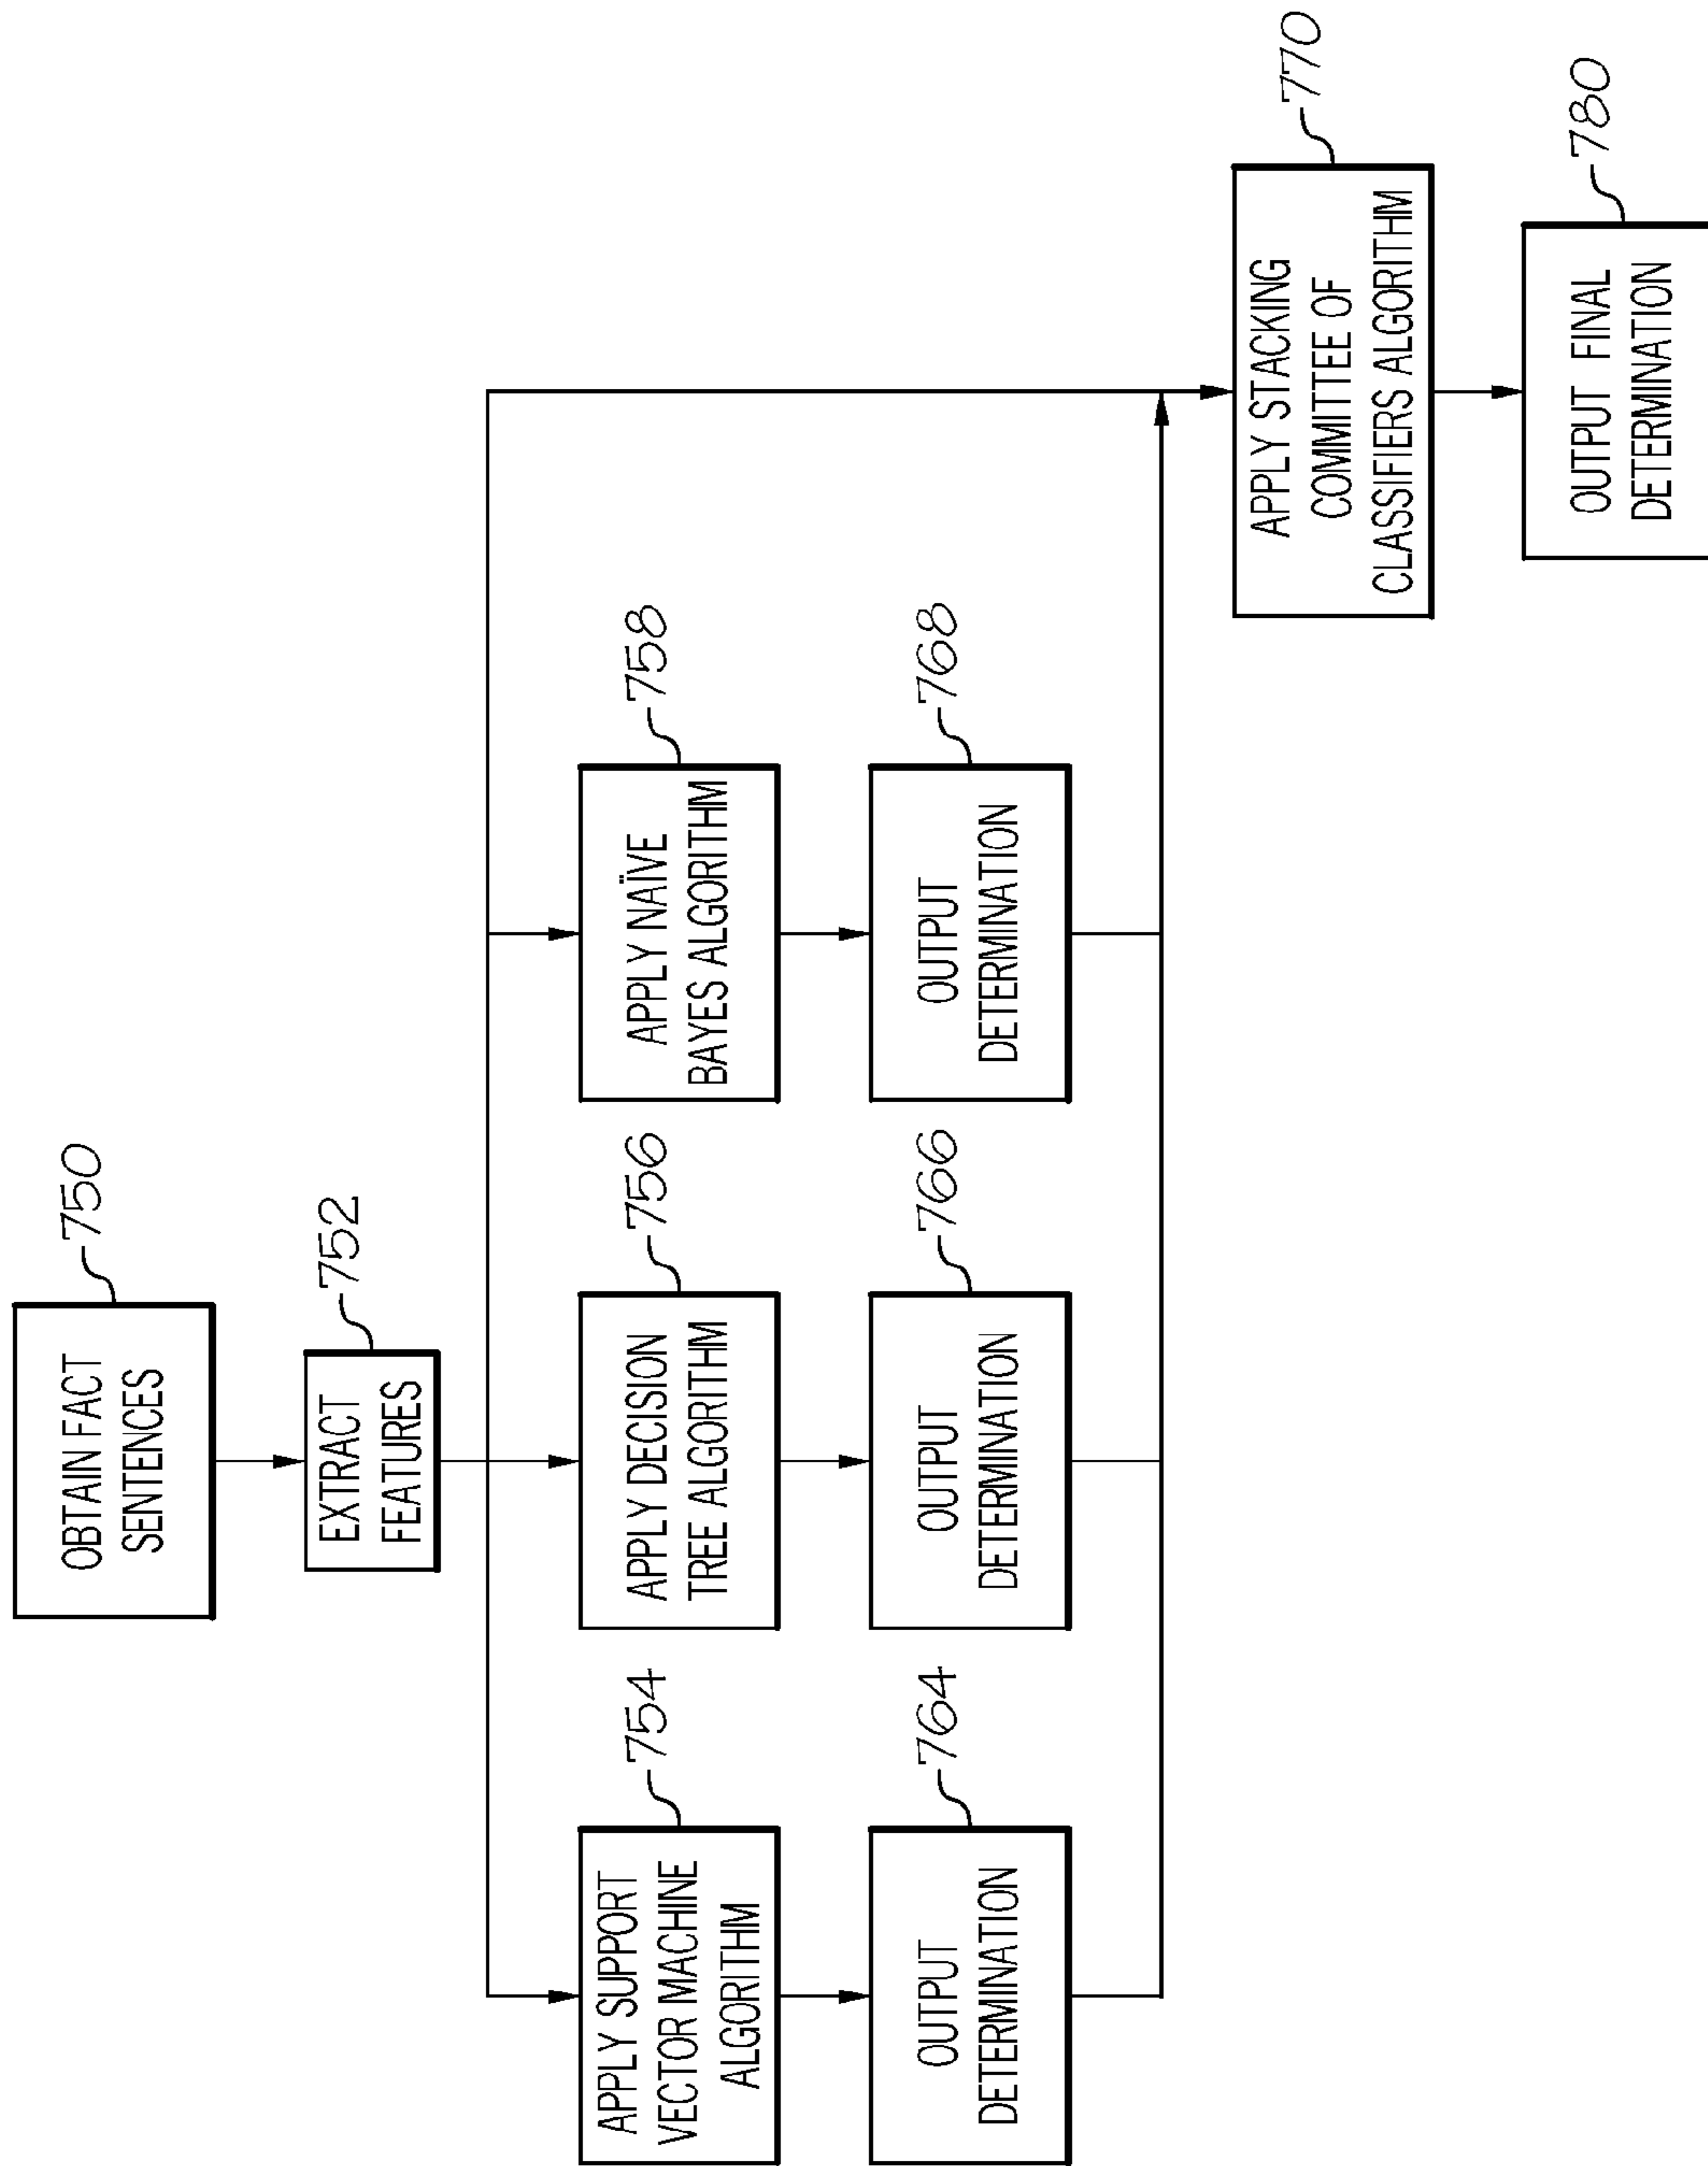 OBTAIN FACT
SENTENCES
750
EXTRACT
FEATURES
752
APPLY SUPPORT
VECTOR MACHINE
ALGORITHM
754
APPLY DECISION
TREE ALGORITHM
756
APPLY NAÏVE
BAYES ALGORITHM
758
OUTPUT
DETERMINATION
764
OUTPUT
DETERMINATION
766
OUTPUT
DETERMINATION
768
APPLY STACKING
COMMITTEE OF
CLASSIFIERS ALGORITHM
770
OUTPUT FINAL
DETERMINATION
780